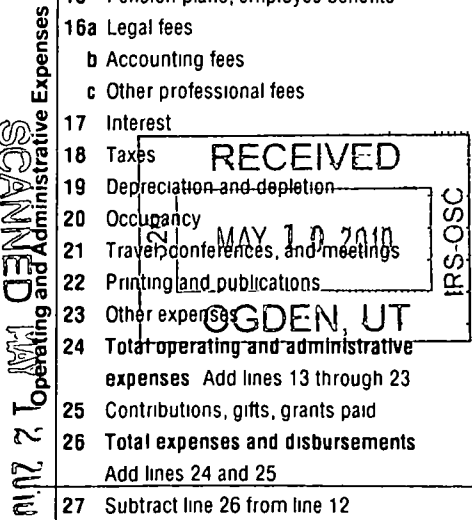 16a Legal fees
b Accounting fees
c Other professional fees
17 Interest
18 Taxes
19 Depreciation and depletion
20 Occupancy
21 Travel, conferences, and meetings
22 Printing and publications
23 Other expenses
24 Total operating and administrative
expenses Add lines 13 through 23
25 Contributions, gifts, grants paid
26 Total expenses and disbursements
Add lines 24 and 25
27 Subtract line 26 from line 12
Operating and Administrative Expenses
RECEIVED
MAY 10 2010
OGDEN, UT
IRS-OSC
SCANNED MAY